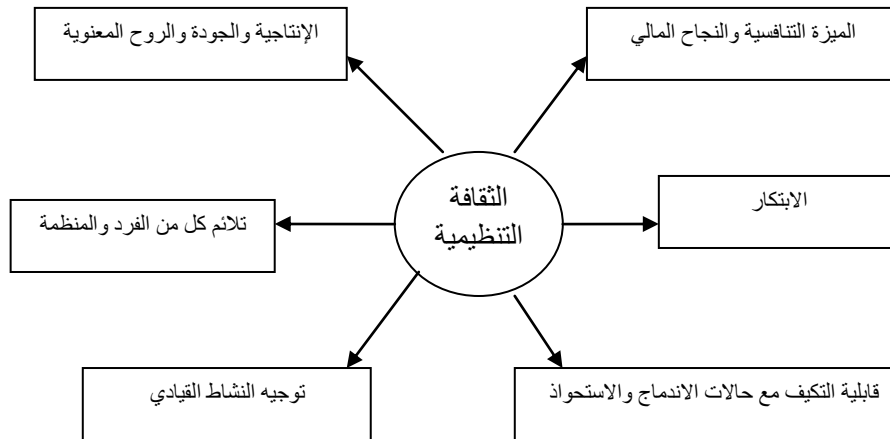 الميزة التنافسية والنجاح المالي
الإنتاجية والجودة والروح المعنوية
الثقافة
التنظيمية
الابتكار
تلائم كل من الفرد والمنظمة
قابلية التكيف مع حالات الاندماج والاستحواذ
توجيه النشاط القيادي